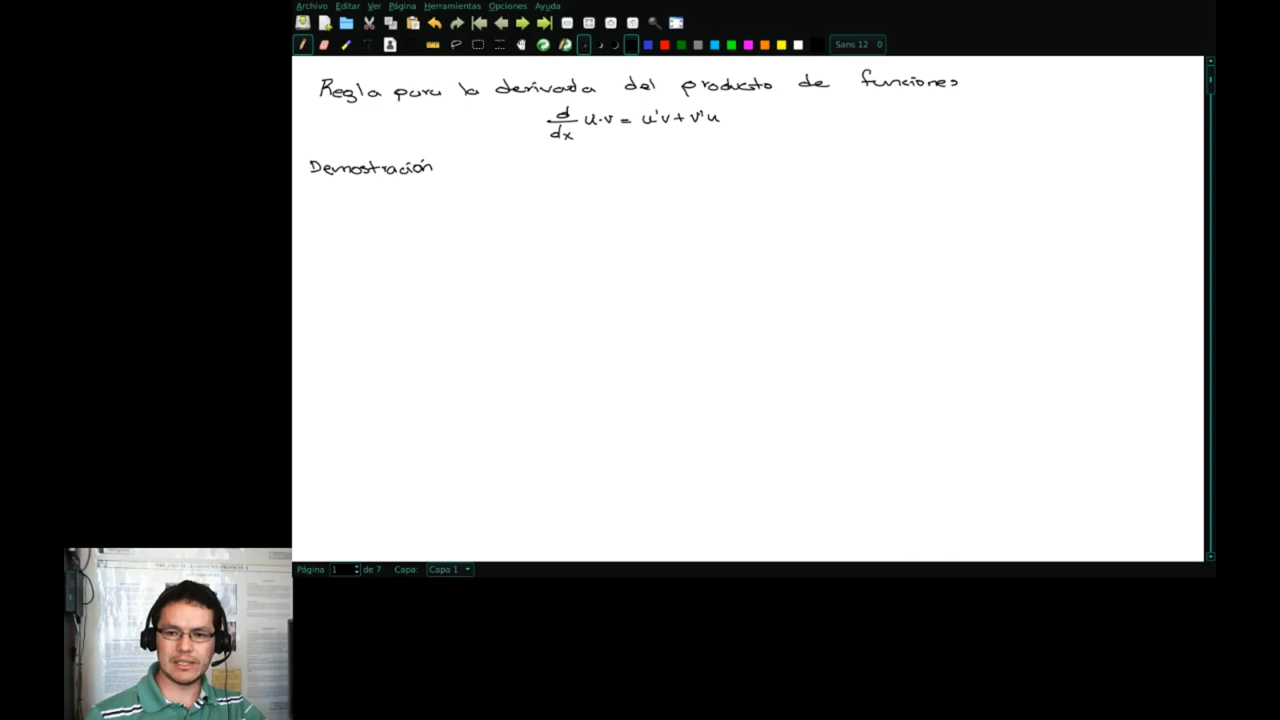 Archivo Editar Ver Página Herramientas Opciones Ayuda
Sans 12 0
Regla para la derivada del producto de funciones
d/dx u·v = u'v + v'u
Demostración
Página 1 de 7 Capa: Capa 1